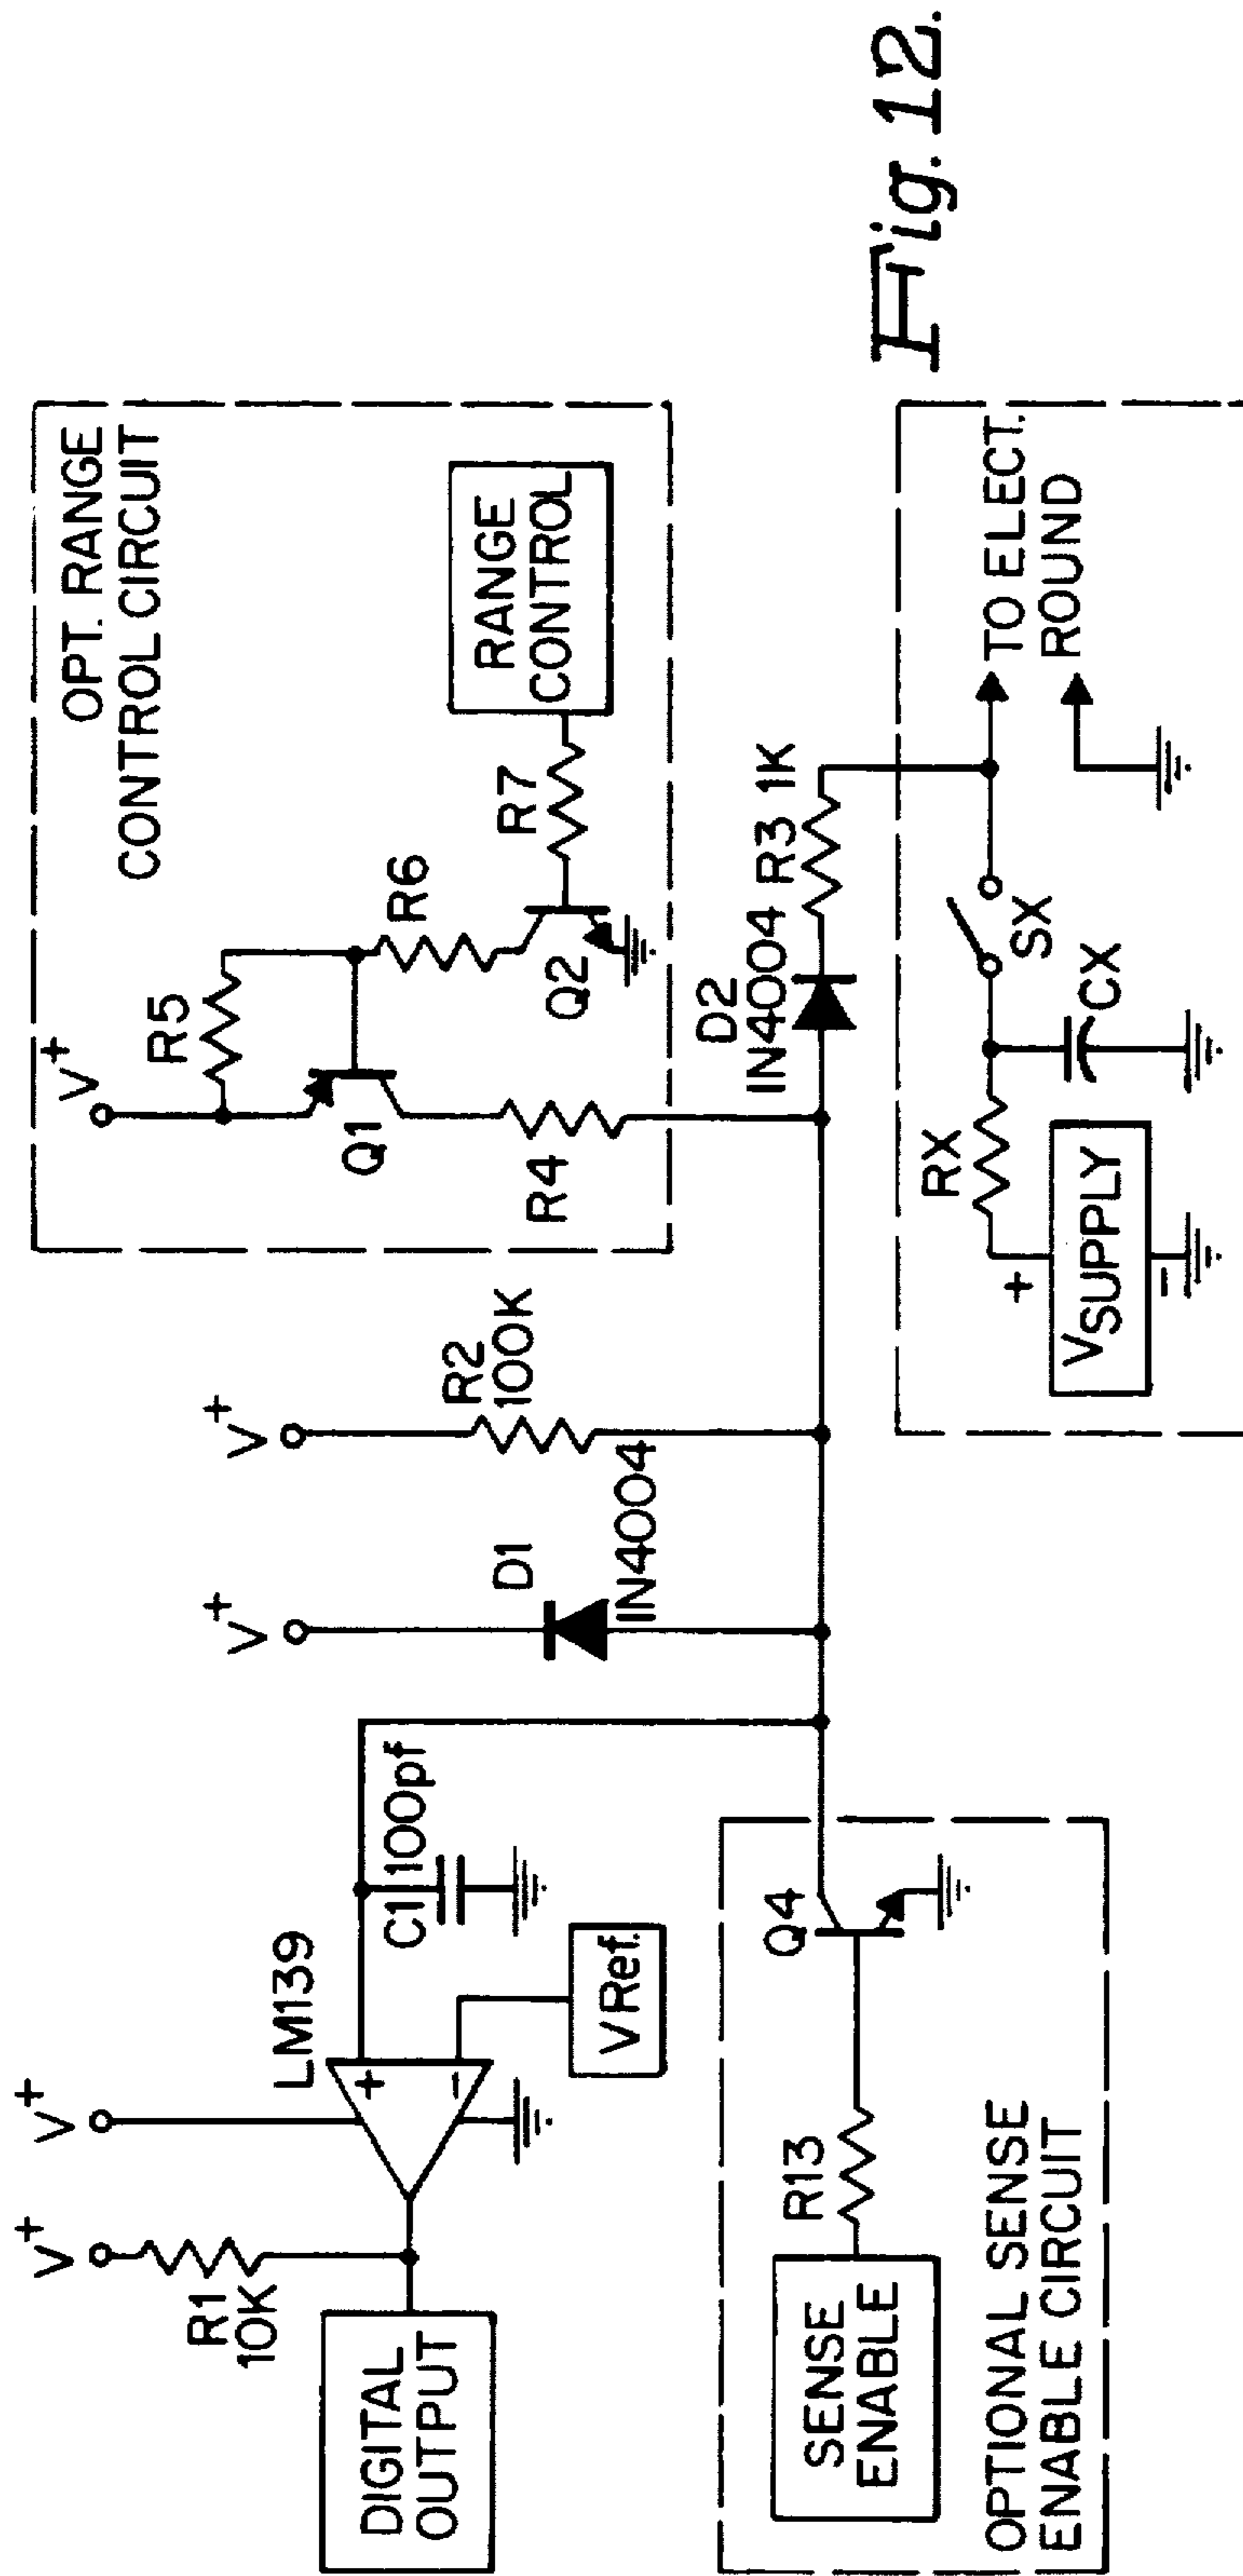 V+
V+
R1
10K
DIGITAL
OUTPUT
LM139
+
−
C1 100pf
V Ref.
V+
D1
IN4004
V+
R2
100K
OPT. RANGE
CONTROL CIRCUIT
V+
R5
Q1
R4
R6
Q2
R7
RANGE
CONTROL
D2
IN4004
R3 1K
SENSE
ENABLE
R13
Q4
OPTIONAL SENSE
ENABLE CIRCUIT
VSUPPLY
+
−
RX
CX
SX
TO ELECT.
ROUND
Fig. 12.